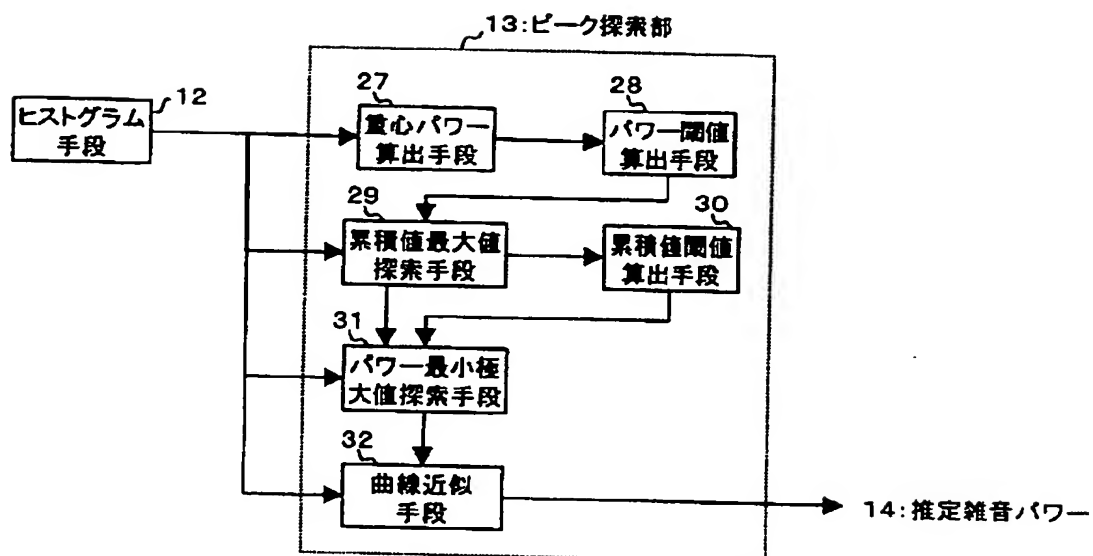 13:ピーク探索部
12
ヒストグラム
手段
27
重心パワー
算出手段
28
パワー閾値
算出手段
29
累積値最大値
探索手段
30
累積値閾値
算出手段
31
パワー最小極
大値探索手段
32
曲線近似
手段
14:推定雑音パワー